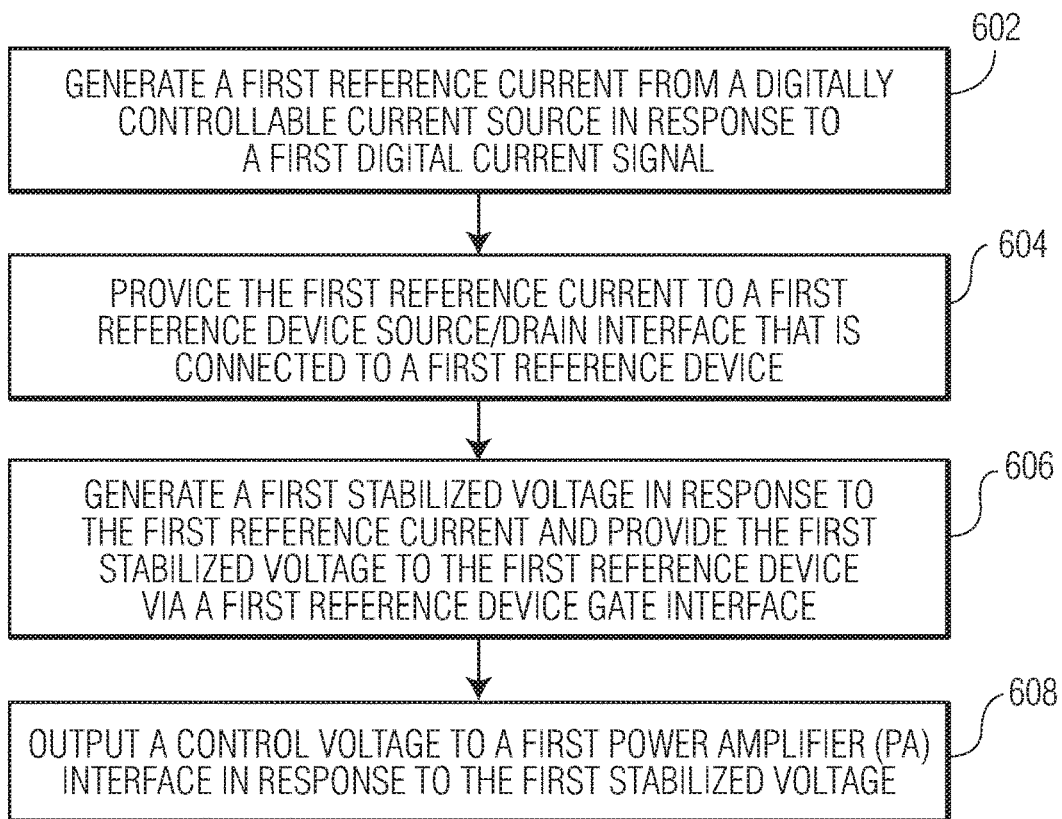 602
GENERATE A FIRST REFERENCE CURRENT FROM A DIGITALLY
CONTROLLABLE CURRENT SOURCE IN RESPONSE TO
A FIRST DIGITAL CURRENT SIGNAL
604
PROVICE THE FIRST REFERENCE CURRENT TO A FIRST
REFERENCE DEVICE SOURCE/DRAIN INTERFACE THAT IS
CONNECTED TO A FIRST REFERENCE DEVICE
606
GENERATE A FIRST STABILIZED VOLTAGE IN RESPONSE TO
THE FIRST REFERENCE CURRENT AND PROVIDE THE FIRST
STABILIZED VOLTAGE TO THE FIRST REFERENCE DEVICE
VIA A FIRST REFERENCE DEVICE GATE INTERFACE
608
OUTPUT A CONTROL VOLTAGE TO A FIRST POWER AMPLIFIER (PA)
INTERFACE IN RESPONSE TO THE FIRST STABILIZED VOLTAGE